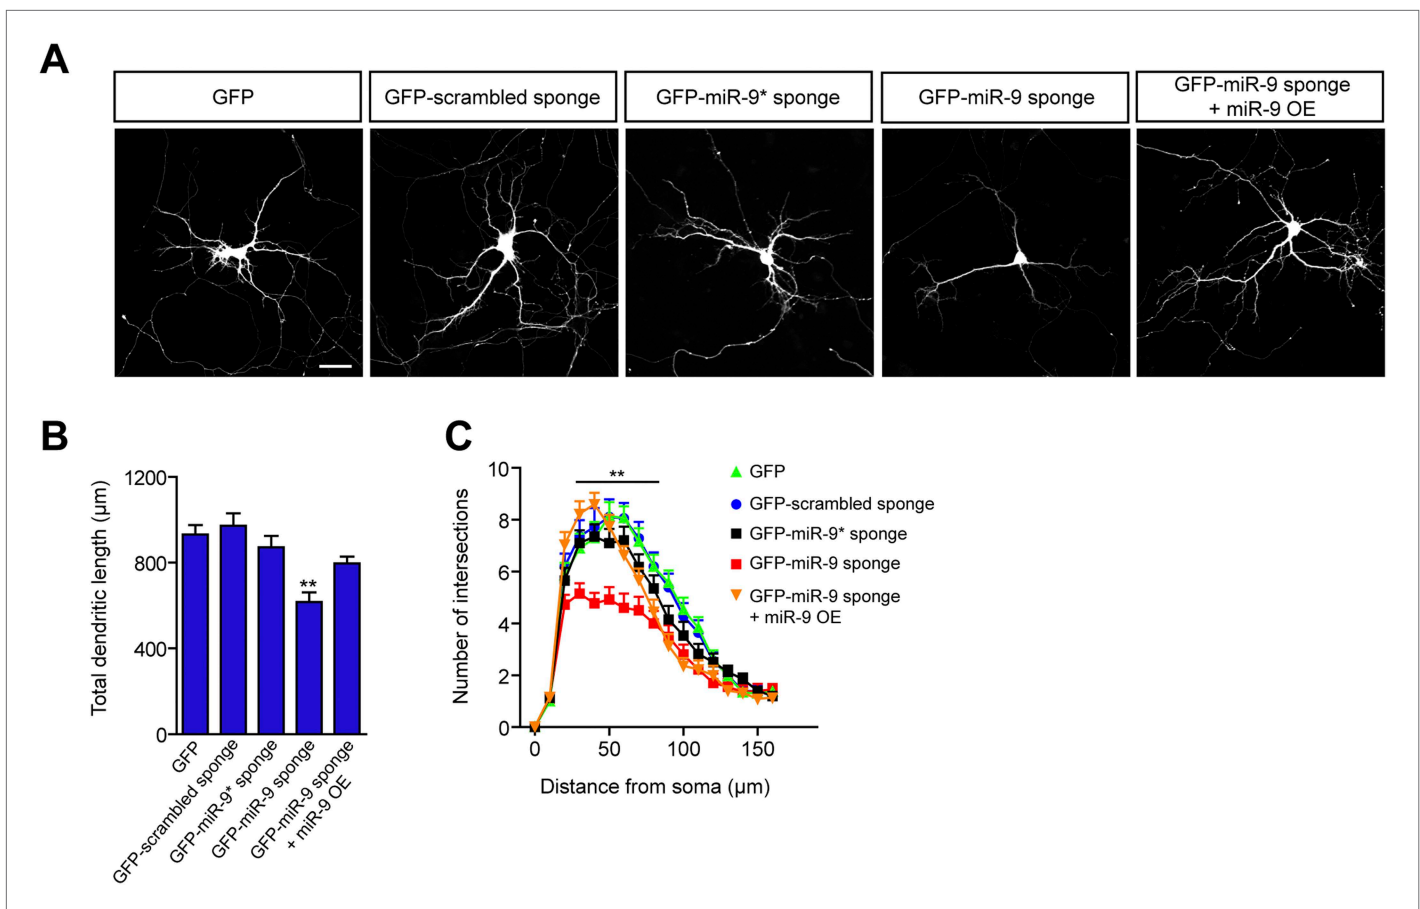 A
GFP
GFP-scrambled sponge
GFP-miR-9* sponge
GFP-miR-9 sponge
GFP-miR-9 sponge
+ miR-9 OE
B
Total dendritic length (µm)
1200
800
400
0
**
GFP
GFP-scrambled sponge
GFP-miR-9* sponge
GFP-miR-9 sponge
GFP-miR-9 sponge
+ miR-9 OE
C
Number of intersections
10
8
6
4
2
0
**
0
50
100
150
Distance from soma (µm)
GFP
GFP-scrambled sponge
GFP-miR-9* sponge
GFP-miR-9 sponge
GFP-miR-9 sponge
+ miR-9 OE